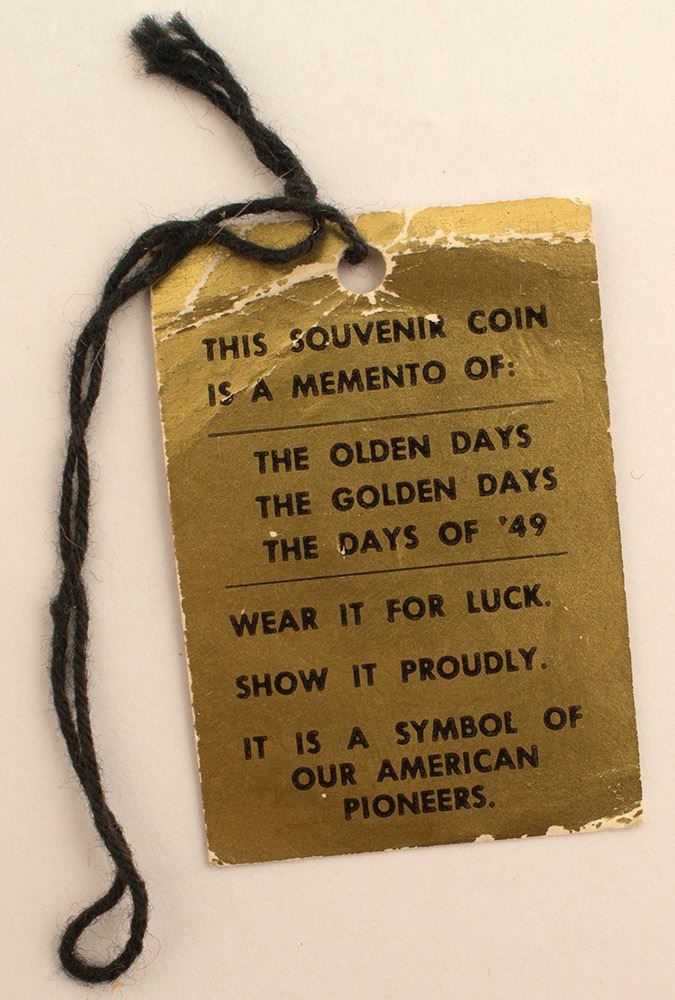 THIS SOUVENIR COIN
IS A MEMENTO OF:
THE OLDEN DAYS
THE GOLDEN DAYS
THE DAYS OF '49
WEAR IT FOR LUCK.
SHOW IT PROUDLY.
IT IS A SYMBOL OF
OUR AMERICAN
PIONEERS.